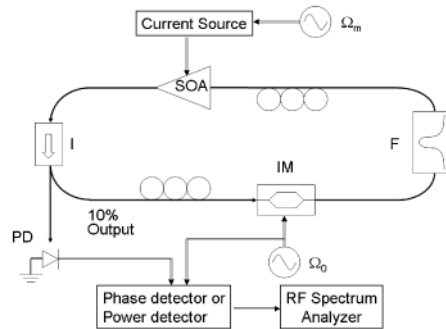 Current Source
Ωm
SOA
I
F
IM
10%
Output
PD
Ω0
Phase detector or
Power detector
RF Spectrum
Analyzer